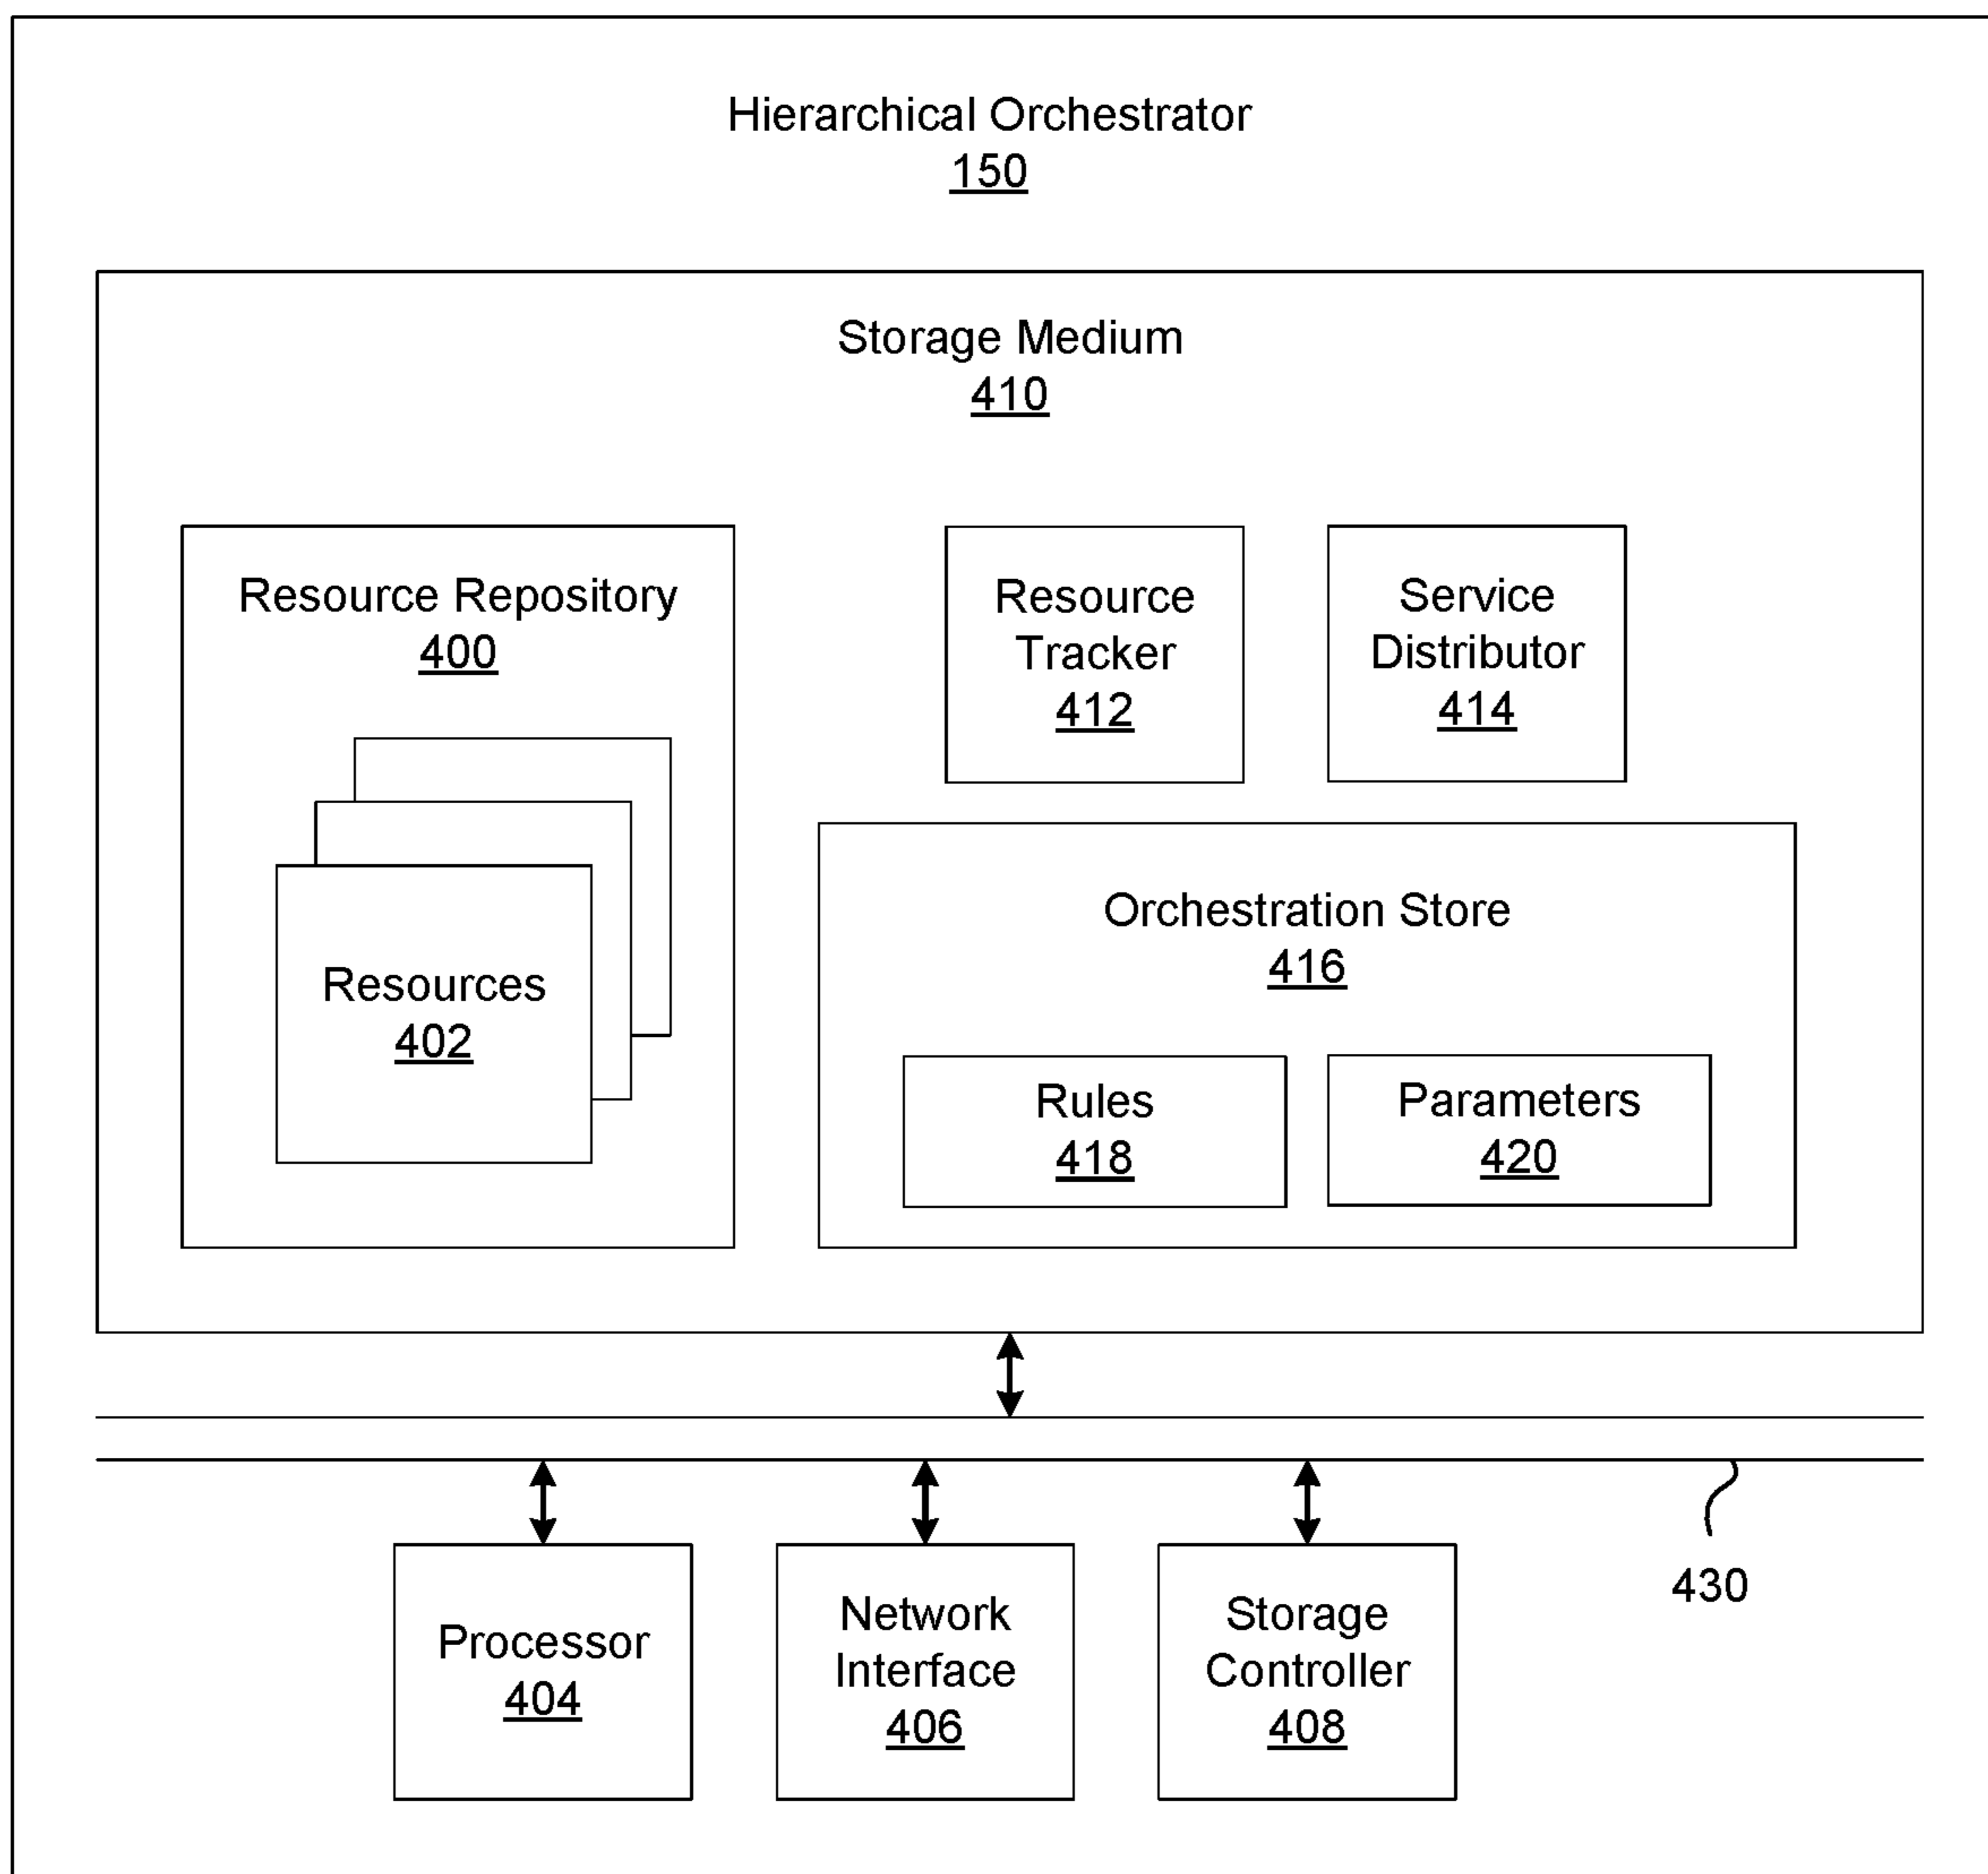 Hierarchical Orchestrator
150
Storage Medium
410
Resource Repository
400
Resources
402
Resource
Tracker
412
Service
Distributor
414
Orchestration Store
416
Rules
418
Parameters
420
430
Processor
404
Network
Interface
406
Storage
Controller
408